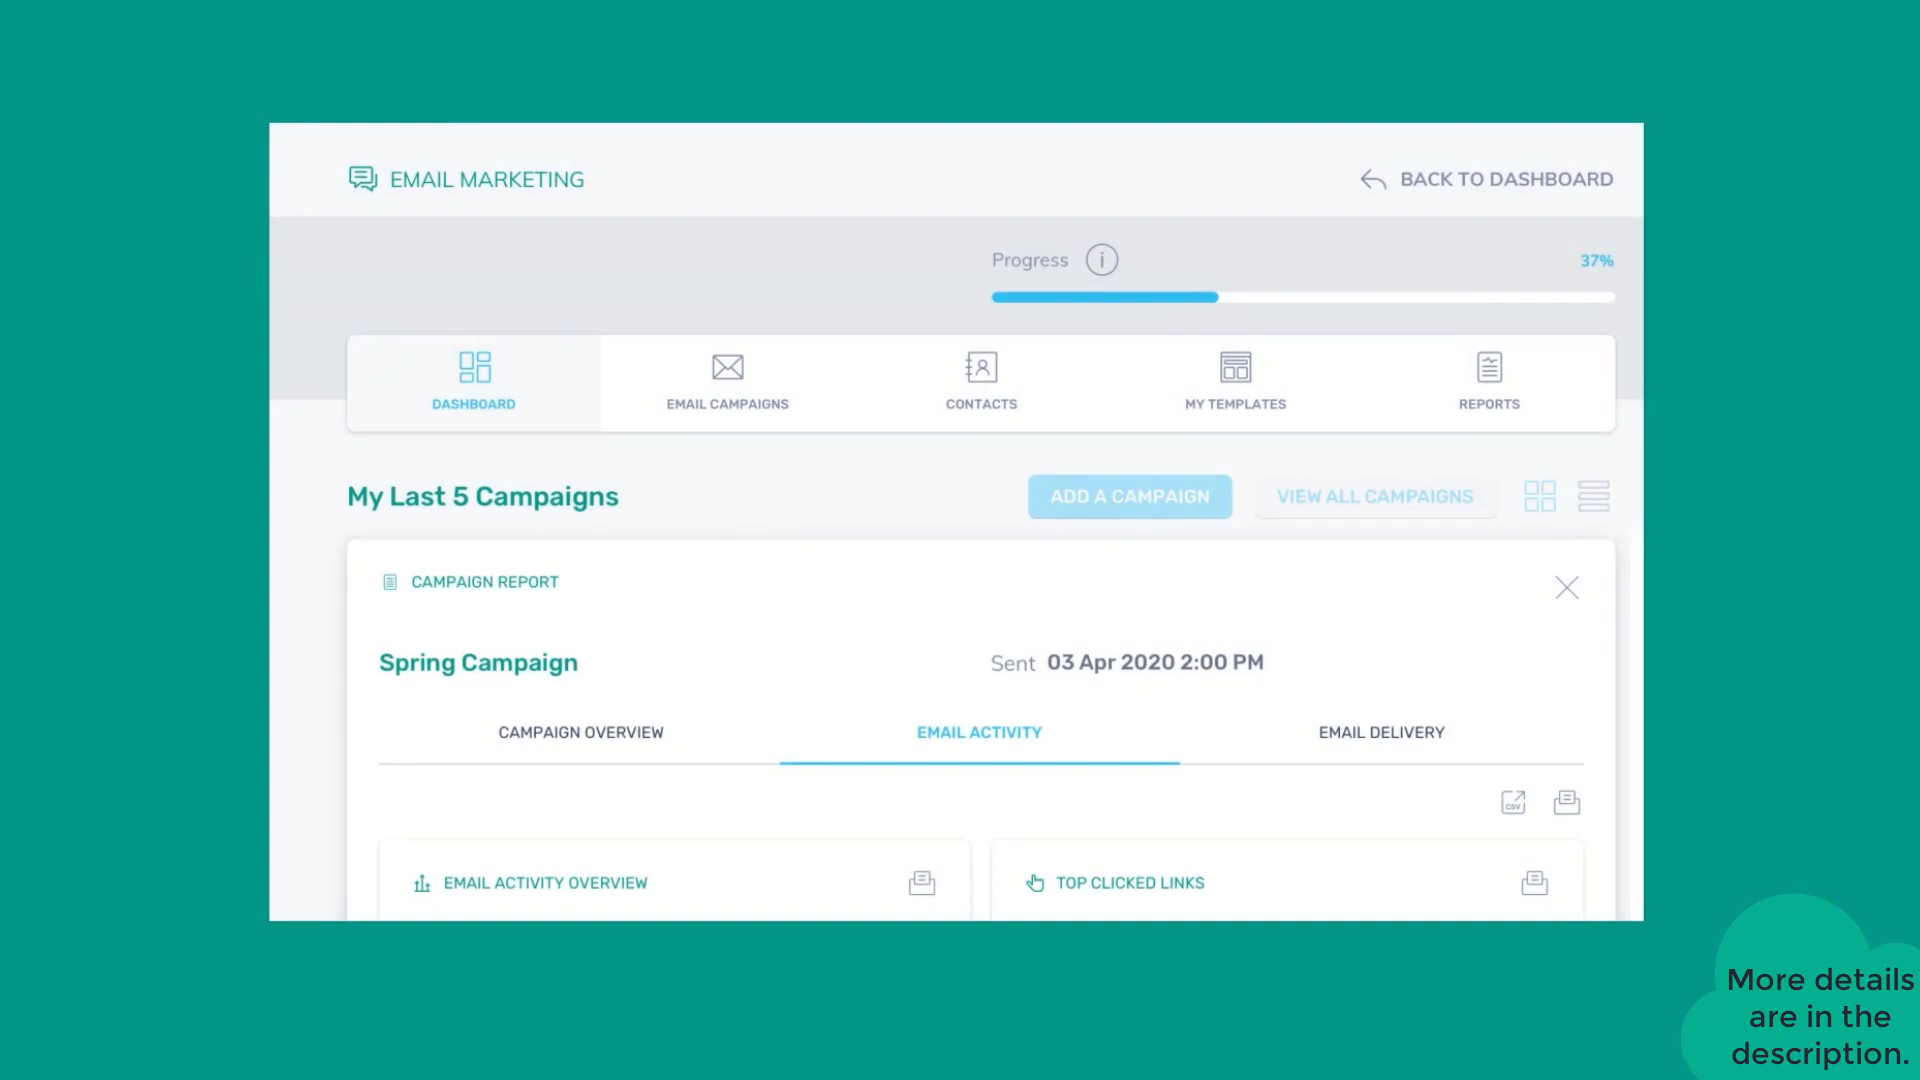 EMAIL MARKETING
BACK TO DASHBOARD
Progress
37%
DASHBOARD
EMAIL CAMPAIGNS
CONTACTS
MY TEMPLATES
REPORTS
My Last 5 Campaigns
ADD A CAMPAIGN
VIEW ALL CAMPAIGNS
CAMPAIGN REPORT
Spring Campaign
Sent 03 Apr 2020 2:00 PM
CAMPAIGN OVERVIEW
EMAIL ACTIVITY
EMAIL DELIVERY
CSV
EMAIL ACTIVITY OVERVIEW
TOP CLICKED LINKS
More details
are in the
description.